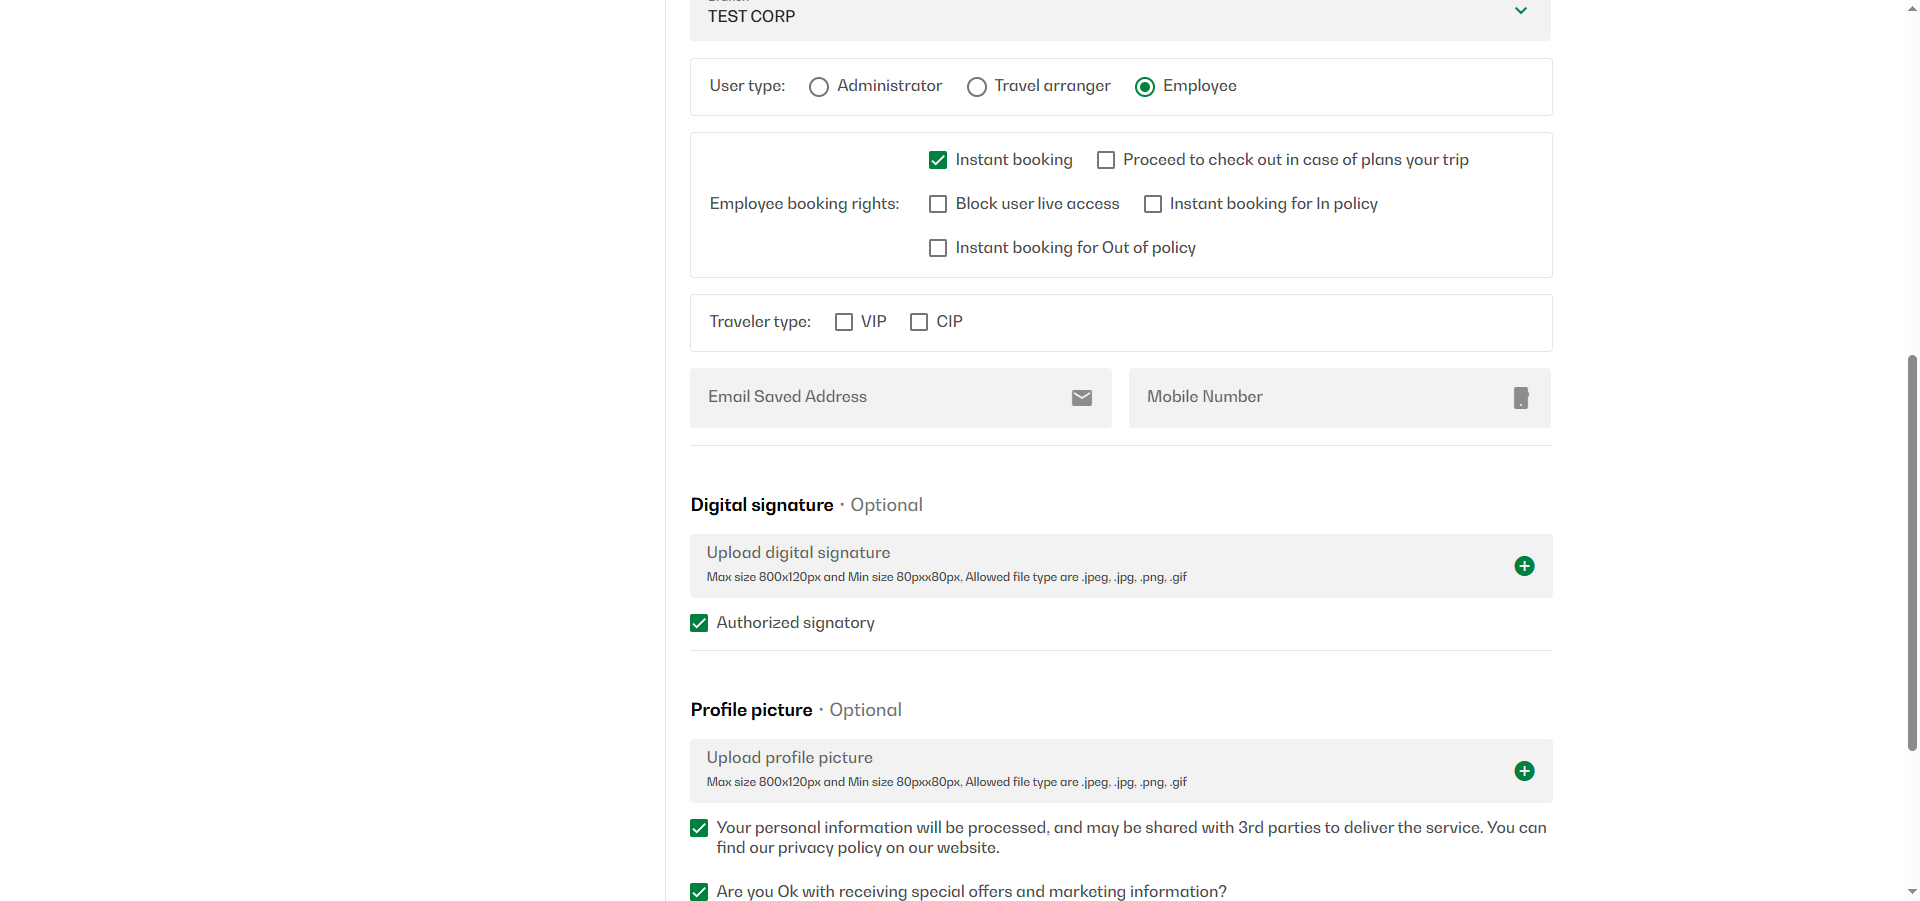 TEST CORP
User type: Administrator Travel arranger Employee
Instant booking Proceed to check out in case of plans your trip
Employee booking rights: Block user live access Instant booking for In policy
Instant booking for Out of policy
Traveler type: VIP CIP
Email Saved Address Mobile Number
Digital signature · Optional
Upload digital signature
Max size 800x120px and Min size 80pxx80px, Allowed file type are .jpeg, .jpg, .png, .gif
Authorized signatory
Profile picture · Optional
Upload profile picture
Max size 800x120px and Min size 80pxx80px, Allowed file type are .jpeg, .jpg, .png, .gif
Your personal information will be processed, and may be shared with 3rd parties to deliver the service. You can
find our privacy policy on our website.
Are you Ok with receiving special offers and marketing information?